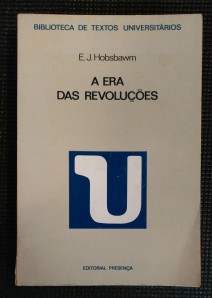 BIBLIOTECA DE TEXTOS UNIVERSITÁRIOS
E. J. Hobsbawm
A ERA
DAS REVOLUÇÕES
U
EDITORIAL PRESENÇA